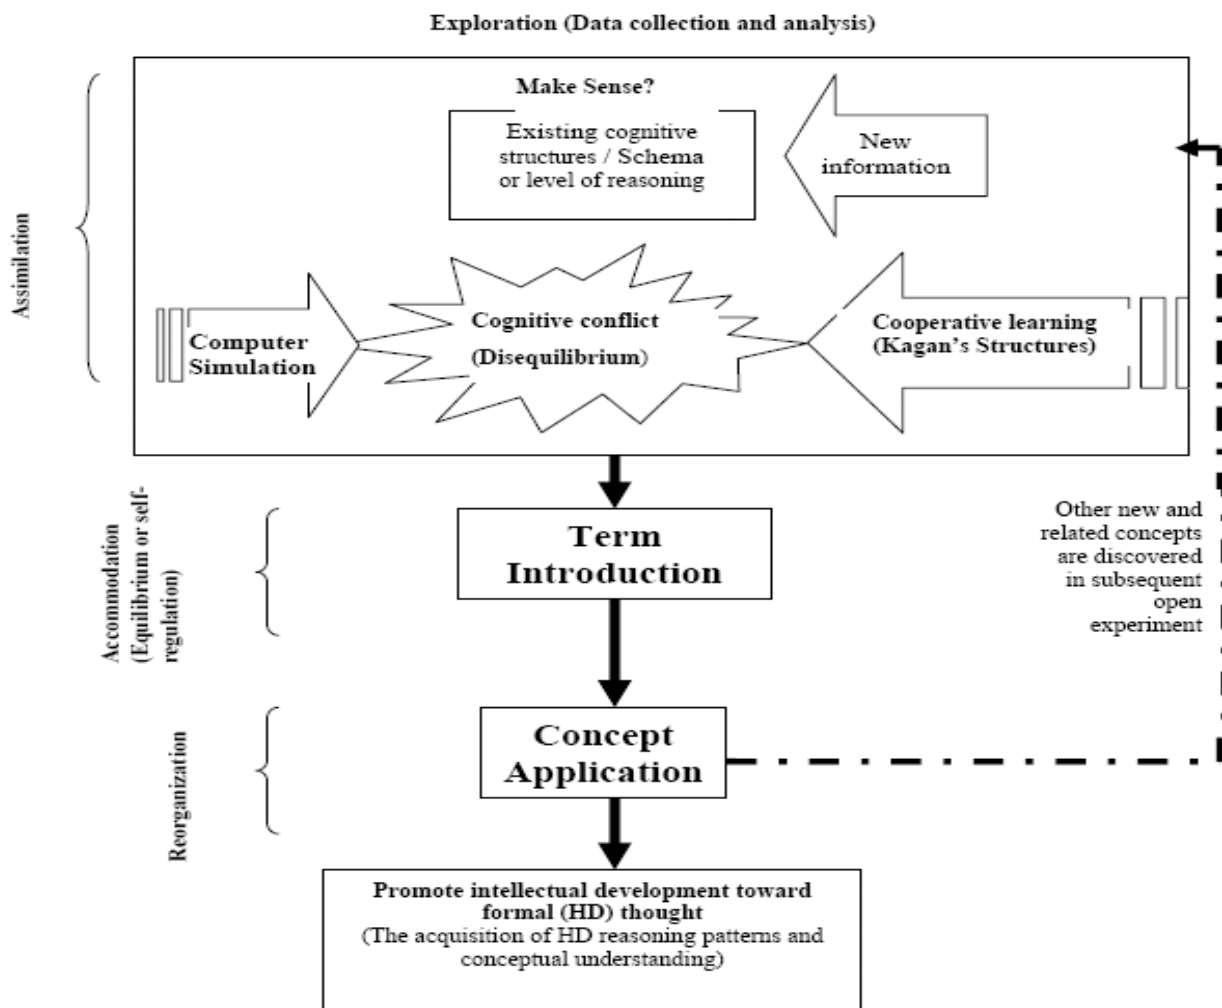 Exploration (Data collection and analysis)
Make Sense?
Existing cognitive
structures / Schema
or level of reasoning
New
information
Assimilation
Computer
Simulation
Cognitive conflict
(Disequilibrium)
Cooperative learning
(Kagan's Structures)
Accommodation
(Equilibrium or self-
regulation)
Term
Introduction
Other new and
related concepts
are discovered
in subsequent
open
experiment
Reorganization
Concept
Application
Promote intellectual development toward
formal (HD) thought
(The acquisition of HD reasoning patterns and
conceptual understanding)